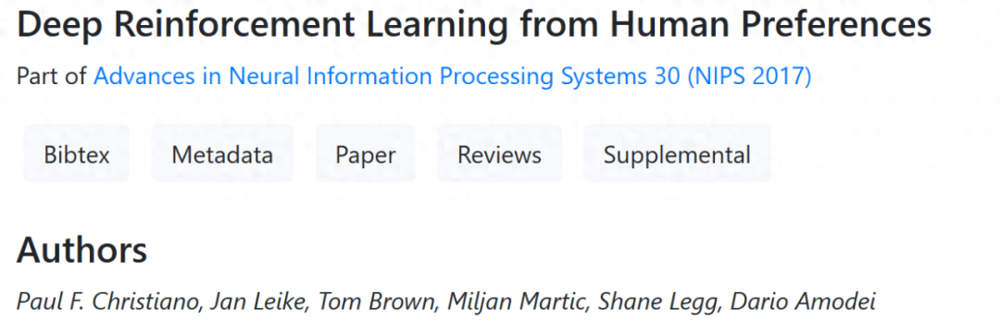 Deep Reinforcement Learning from Human Preferences
Part of Advances in Neural Information Processing Systems 30 (NIPS 2017)
Bibtex Metadata Paper Reviews Supplemental
Authors
Paul F. Christiano, Jan Leike, Tom Brown, Miljan Martic, Shane Legg, Dario Amodei